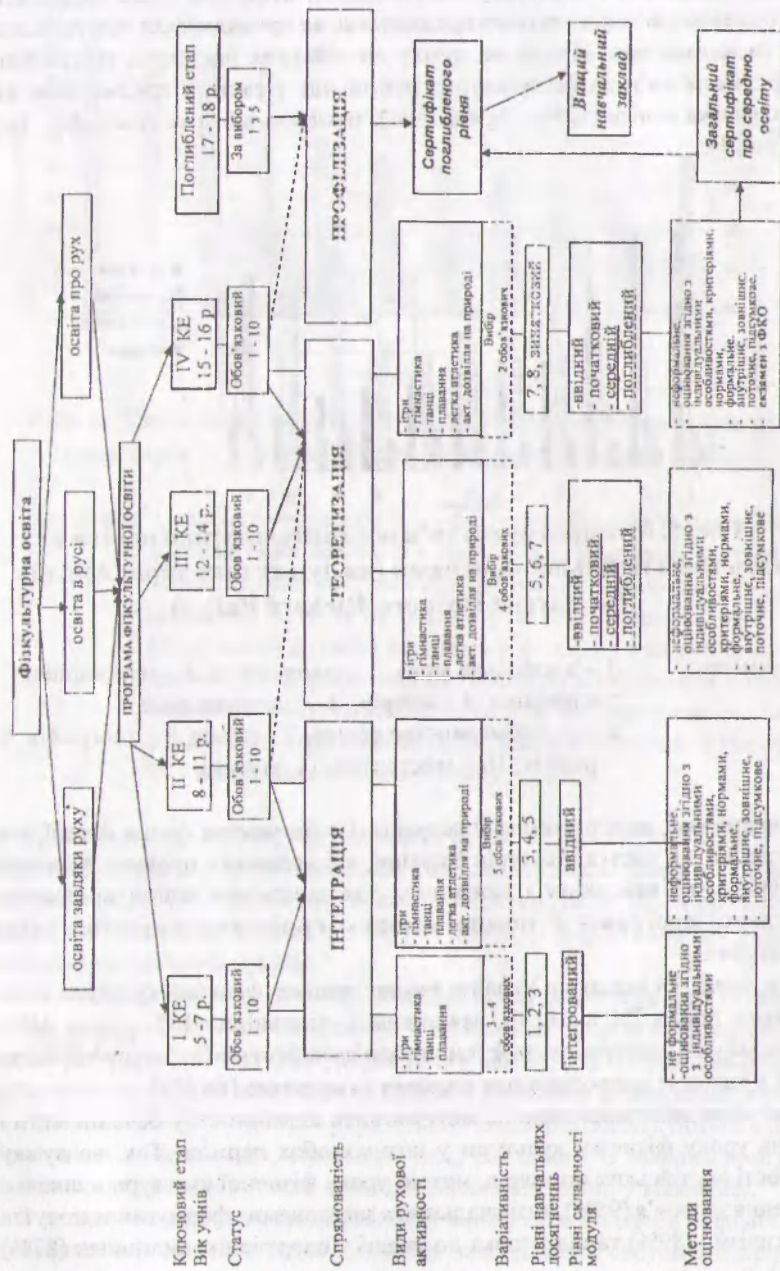 Фізкультурна освіта
освіта завдяки руху
освіта в русі
освіта про рух
ПРОГРАМА ФІЗКУЛЬТУРНОЇ ОСВІТИ
Ключовий етап
Вік учнів
I КЕ
5 - 7 р.
II КЕ
8 - 11 р.
III КЕ
12 - 14 р.
IV КЕ
15 - 16 р
Поглиблений етап
17 - 18 р.
Статус
Обов'язковий
1 - 10
Обов'язковий
1 - 10
Обов'язковий
1 - 10
Обов'язковий
1 - 10
За вибором
1,5
Спрямованість
ІНТЕГРАЦІЯ
ТЕОРЕТИЗАЦІЯ
ПРОФІЛІЗАЦІЯ
Види рухової
активності
- ігри
- гімнастика
- танці
- плавання
- ігри
- гімнастика
- танці
- плавання
- легка атлетика
- акт. дозвілля на природі
- ігри
- гімнастика
- танці
- плавання
- легка атлетика
- акт. дозвілля на природі
- ігри
- гімнастика
- танці
- плавання
- легка атлетика
- акт. дозвілля на природі
Сертифікат
поглибленого
рівня
Вищий
навчальний
заклад
Загальний
сертифікат
про середню
освіту
Варіативність
3-4
обов'язкових
Вибір
5 обов'язкових
Вибір
обов'язкових
Вибір
2 обов'язкових
Рівні навчальних
досягнень
1, 2, 3
3, 4, 5
5, 6, 7
7, 8, винятковий
Рівні складності
модуля
інтегрований
ввідний
-ввідний
початковий,
- середній
- поглиблений
-ввідний
початковий
середній
- поглиблений
Методи
оцінювання
- не формальне
-оцінювання згідно
з індивідуальними
особливостями
- неформальне,
- оцінювання згідно з
індивідуальними
особливостями,
критеріями, нормами,
- формальне,
- внутрішнє, зовнішнє,
поточне, підсумкове
- неформальне,
оцінювання згідно з
індивідуальними
особливостями,
критеріями, нормами,
формальне,
- внутрішнє, зовнішнє,
поточне, підсумкове
- неформальне,
оцінювання згідно з
індивідуальними
особливостями, критеріями,
нормами,
- формальне
- внутрішнє, зовнішнє,
поточне, підсумкове,
екзамен з ФКО